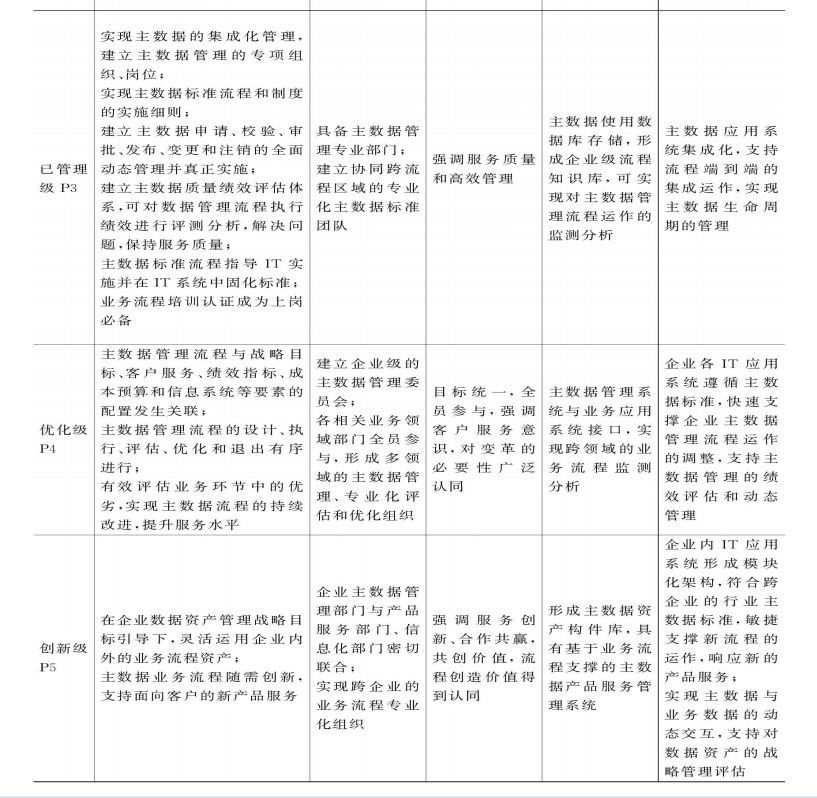 已管理
级 P3
实现主数据的集成化管理，
建立主数据管理的专项组
织、岗位；
实现主数据标准流程和制度
的实施细则；
建立主数据申请、校验、审
批、发布、变更和注销的全面
动态管理并真正实施；
建立主数据质量绩效评估体
系，可对数据管理流程执行
绩效进行评测分析，解决问
题，保持服务质量；
主数据标准流程指导 IT 实
施并在 IT 系统中固化标准；
业务流程培训认证成为上岗
必备
具备主数据管
理专业部门；
建立协同跨流
程区域的专业
化主数据标准
团队
强调服务质量
和高效管理
主数据使用数
据库存储，形
成企业级流程
知识库，可实
现对主数据管
理流程运作的
监测分析
主数据应用系
统集成化，支持
流程端到端的
集成运作，实现
主数据生命周
期的管理
优化级
P4
主数据管理流程与战略目
标、客户服务、绩效指标、成
本预算和信息系统等要素的
配置发生关联；
主数据管理流程的设计、执
行、评估、优化和退出有序
进行；
有效评估业务环节中的优
劣，实现主数据流程的持续
改进，提升服务水平
建立企业级的
主数据管理委
员会；
各相关业务领
域部门全员参
与，形成多领
域的主数据管
理、专业化评
估和优化组织
目标统一，全
员参与，强调
客户服务意
识，对变革的
必要性广泛
认同
主数据管理系
统与业务应用
系统接口，实
现跨领域的业
务流程监测
分析
企业各 IT 应用
系统遵循主数
据标准，快速支
撑企业主数据
管理流程运作
的调整，支持主
数据管理的绩
效评估和动态
管理
创新级
P5
在企业数据资产管理战略目
标引导下，灵活运用企业内
外的业务流程资产；
主数据业务流程随需创新，
支持面向客户的新产品服务
企业主数据管
理部门与产品
服务部门、信
息化部门密切
联合；
实现跨企业的
业务流程专业
化组织
强调服务创
新、合作共赢，
共创价值，流
程创造价值得
到认同
形成主数据资
产构件库，具
有基于业务流
程支撑的主数
据产品服务管
理系统
企业内 IT 应用
系统形成模块
化架构，符合跨
企业的行业主
数据标准，敏捷
支撑新流程的
运作，响应新的
产品服务；
实现主数据与
业务数据的动
态交互，支持对
数据资产的战
略管理评估